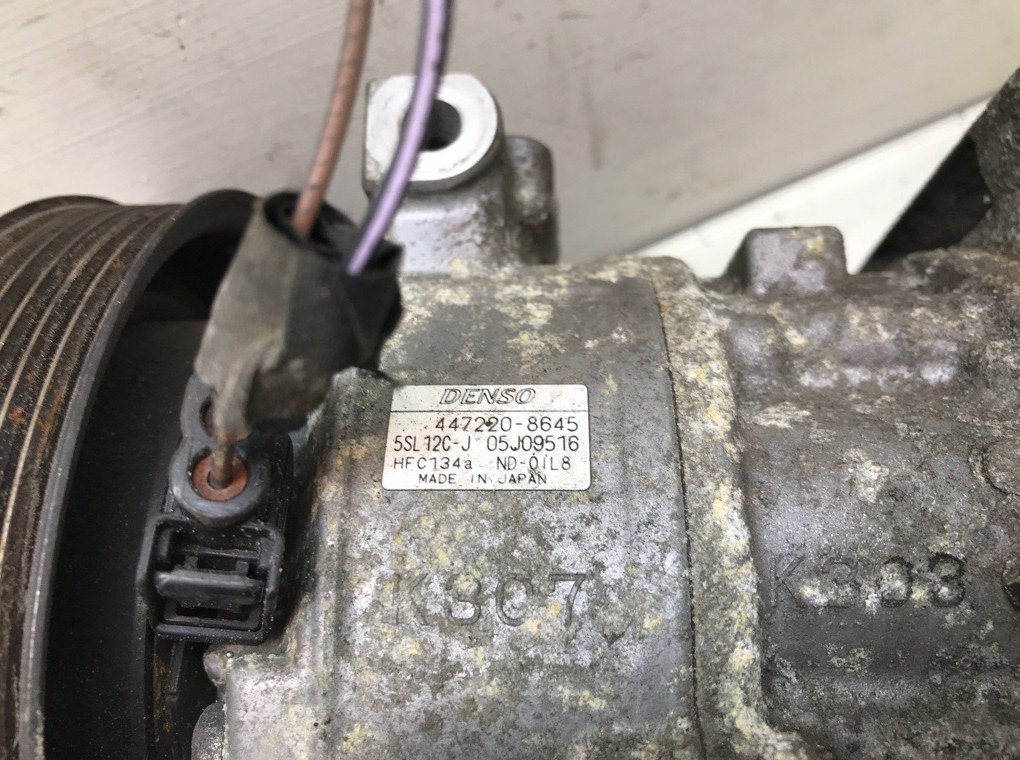 DENSO
447220-8645
5SL12C-J 05J09516
HFC134a ND-OIL8
MADE IN JAPAN
K307
K303